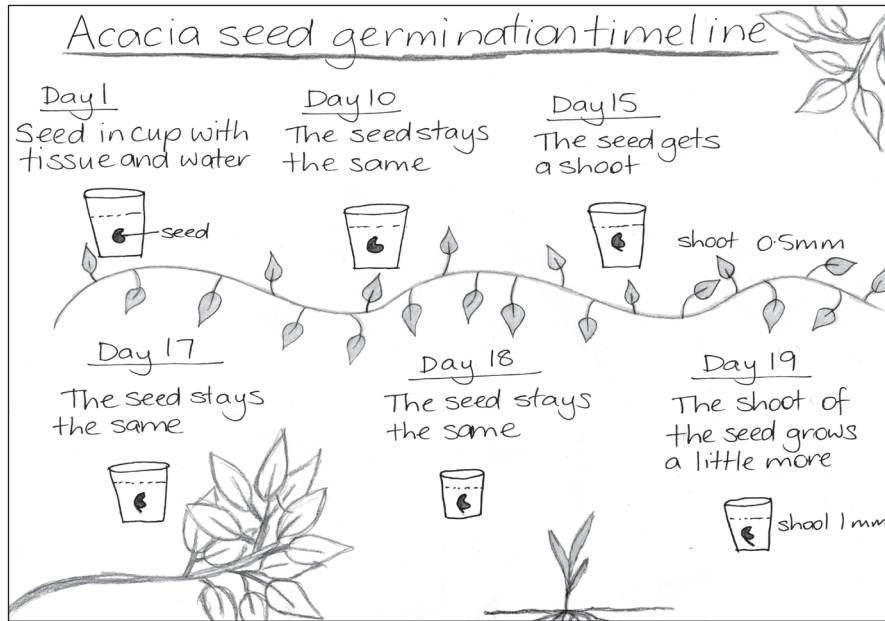 Acacia seed germination timeline
Day 1
Seed in cup with
tissue and water
seed
Day 10
The seed stays
the same
Day 15
The seed gets
a shoot
shoot 0.5mm
Day 17
The seed stays
the same
Day 18
The seed stays
the same
Day 19
The shoot of
the seed grows
a little more
shool 1mm